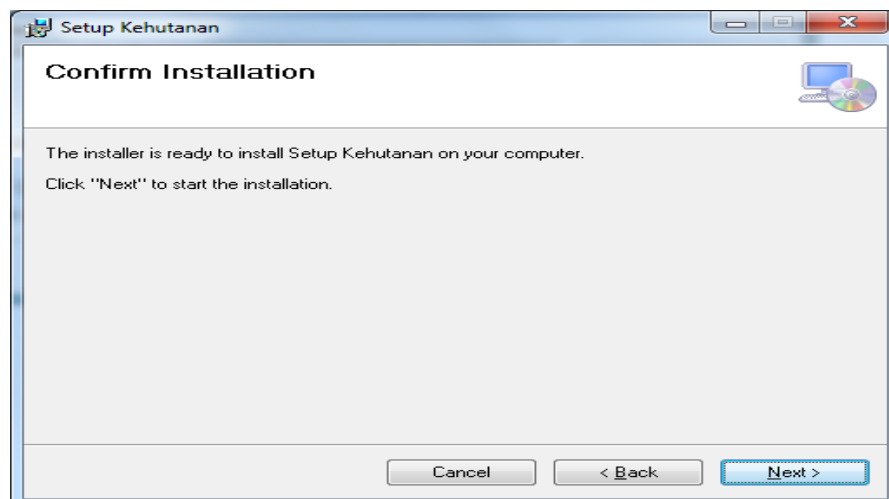 Setup Kehutanan
Confirm Installation
The installer is ready to install Setup Kehutanan on your computer.
Click "Next" to start the installation.
Cancel
< Back
Next >